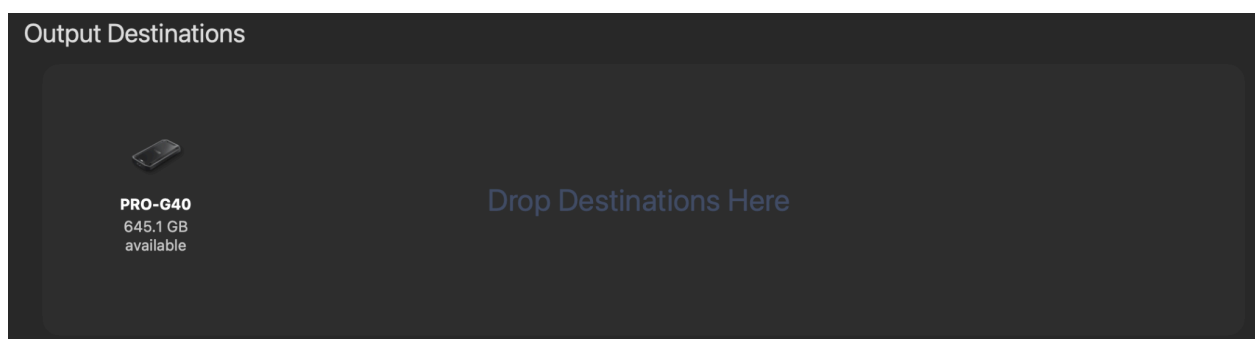 Output Destinations
PRO-G40
645.1 GB
available
Drop Destinations Here